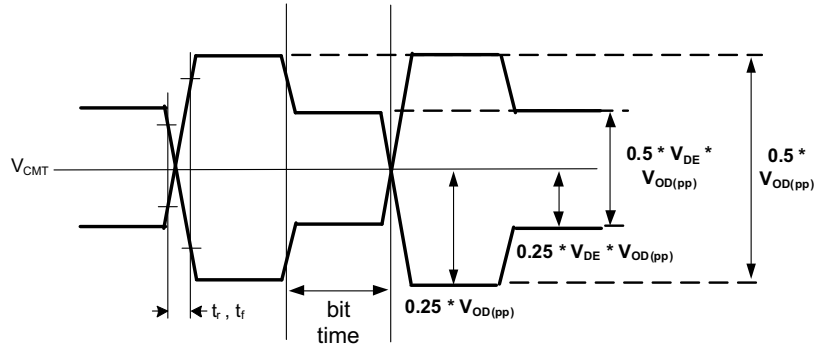 V_CMT
0.5 * V_DE *
V_OD(pp)
0.5 *
V_OD(pp)
0.25 * V_DE * V_OD(pp)
0.25 * V_OD(pp)
t_r , t_f
bit
time